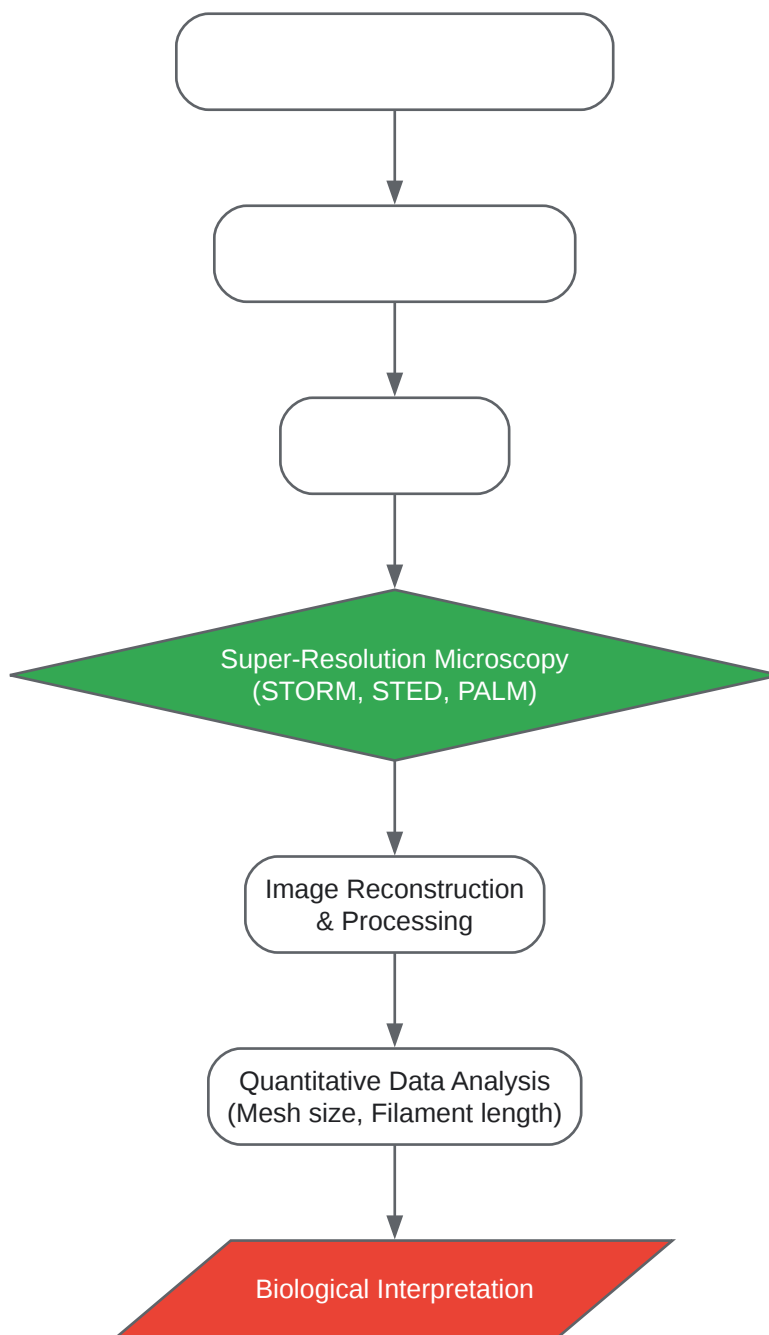 Super-Resolution Microscopy
(STORM, STED, PALM)
Image Reconstruction
& Processing
Quantitative Data Analysis
(Mesh size, Filament length)
Biological Interpretation